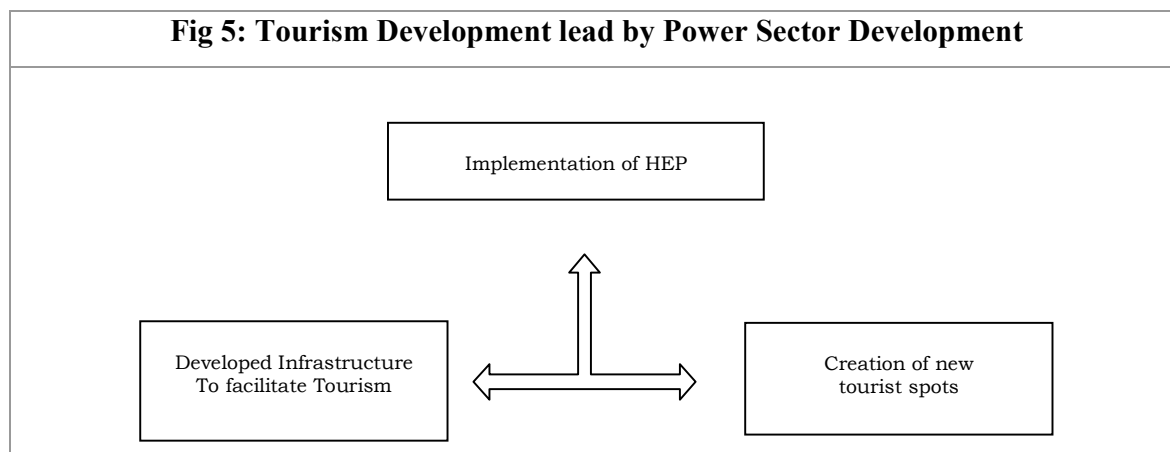 Fig 5: Tourism Development lead by Power Sector Development
Implementation of HEP
Developed Infrastructure
To facilitate Tourism
Creation of new
tourist spots